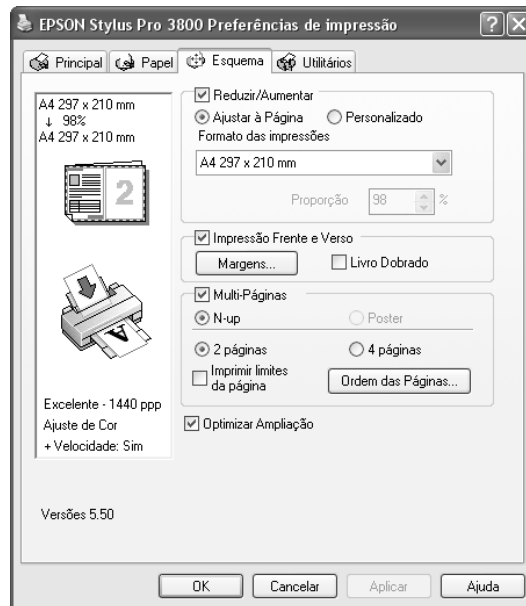 EPSON Stylus Pro 3800 Preferências de impressão
Principal Papel Esquema Utilitários
A4 297 x 210 mm
↓ 98%
A4 297 x 210 mm
2
A
Excelente - 1440 ppp
Ajuste de Cor
+ Velocidade: Sim
Versões 5.50
Reduzir/Aumentar
Ajustar à Página Personalizado
Formato das impressões
A4 297 x 210 mm
Proporção 98 %
Impressão Frente e Verso
Margens... Livro Dobrado
Multi-Páginas
N-up Poster
2 páginas 4 páginas
Imprimir limites
da página
Ordem das Páginas...
Optimizar Ampliação
OK Cancelar Aplicar Ajuda